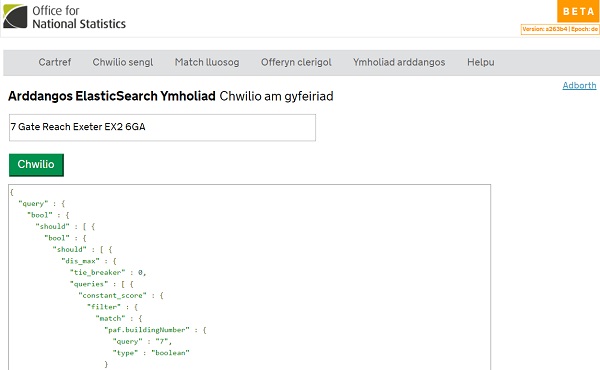 Office for
National Statistics
BETA
Version: s263b4 | Epoch: de
Cartref Chwilio sengl Match lluosog Offeryn clerigol Ymholiad arddangos Helpu
Adborth
Arddangos ElasticSearch Ymholiad Chwilio am gyfeiriad
7 Gate Reach Exeter EX2 6GA
Chwilio
{
"query" : {
"bool" : {
"should" : [ {
"bool" : {
"should" : [ {
"dis_max" : {
"tie_breaker" : 0,
"queries" : [ {
"constant_score" : {
"filter" : {
"match" : {
"paf.buildingNumber" : {
"query" : "7",
"type" : "boolean"
}